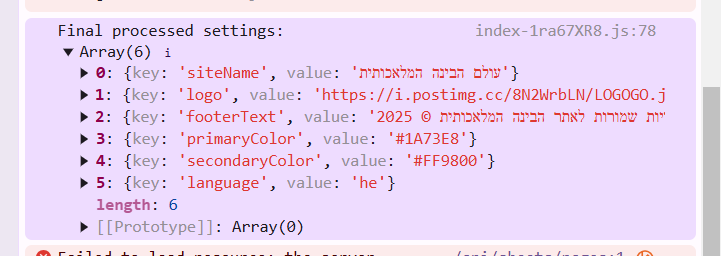 Final processed settings: index-1ra67XR8.js:78
▼ Array(6) i
▶ 0: {key: 'siteName', value: 'עולם הבינה המלאכותית'}
▶ 1: {key: 'logo', value: 'https://i.postimg.cc/8N2WrbLN/LOGOGO.j
▶ 2: {key: 'footerText', value: 'יות שמורות לאתר הבינה המלאכותית © 2025
▶ 3: {key: 'primaryColor', value: '#1A73E8'}
▶ 4: {key: 'secondaryColor', value: '#FF9800'}
▶ 5: {key: 'language', value: 'he'}
length: 6
▶ [[Prototype]]: Array(0)